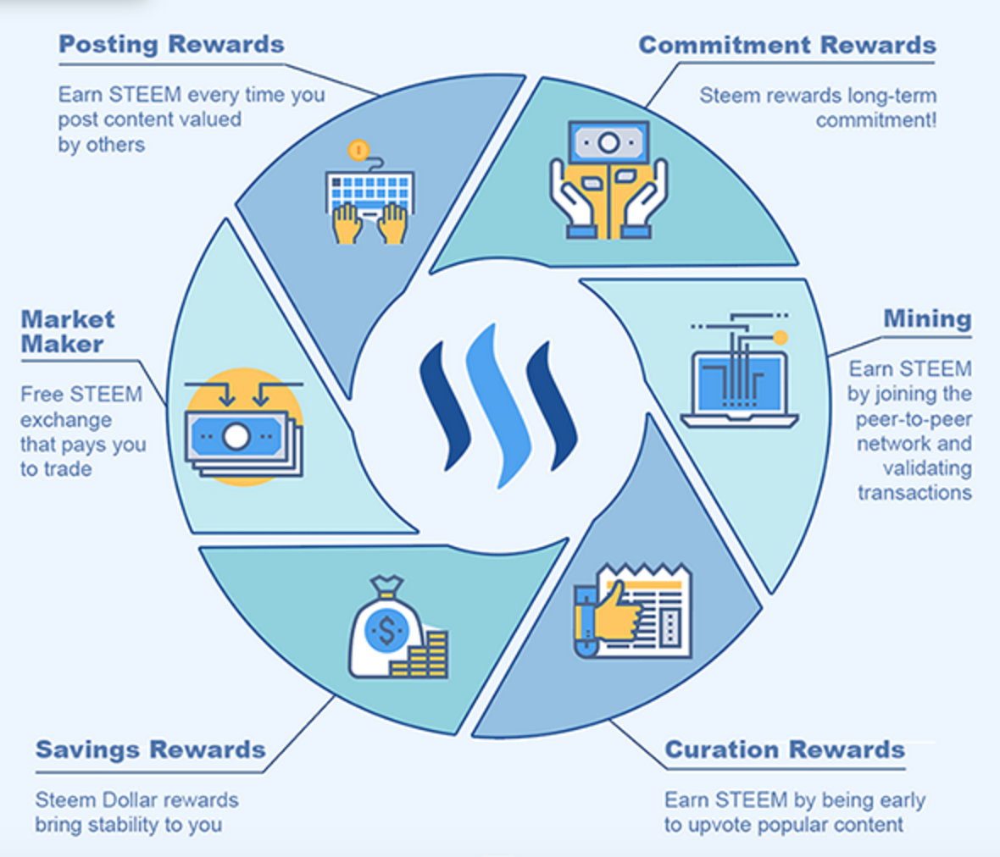 Posting Rewards
Earn STEEM every time you
post content valued
by others
Commitment Rewards
Steem rewards long-term
commitment!
Market
Maker
Free STEEM
exchange
that pays you
to trade
Mining
Earn STEEM
by joining the
peer-to-peer
network and
validating
transactions
$
Savings Rewards
Steem Dollar rewards
bring stability to you
Curation Rewards
Earn STEEM by being early
to upvote popular content